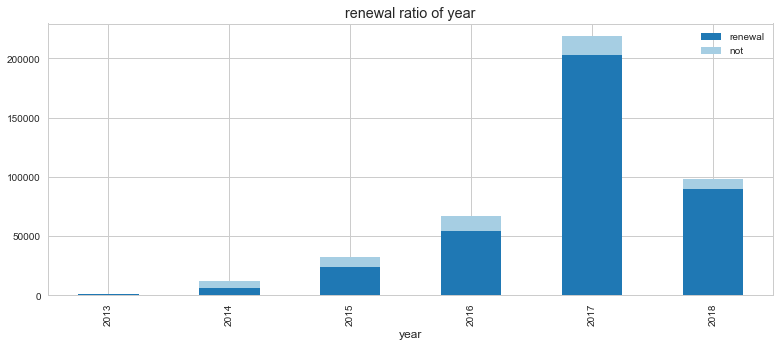 renewal ratio of year
renewal
not
200000
150000
100000
50000
0
2013
2014
2015
2016
2017
2018
year